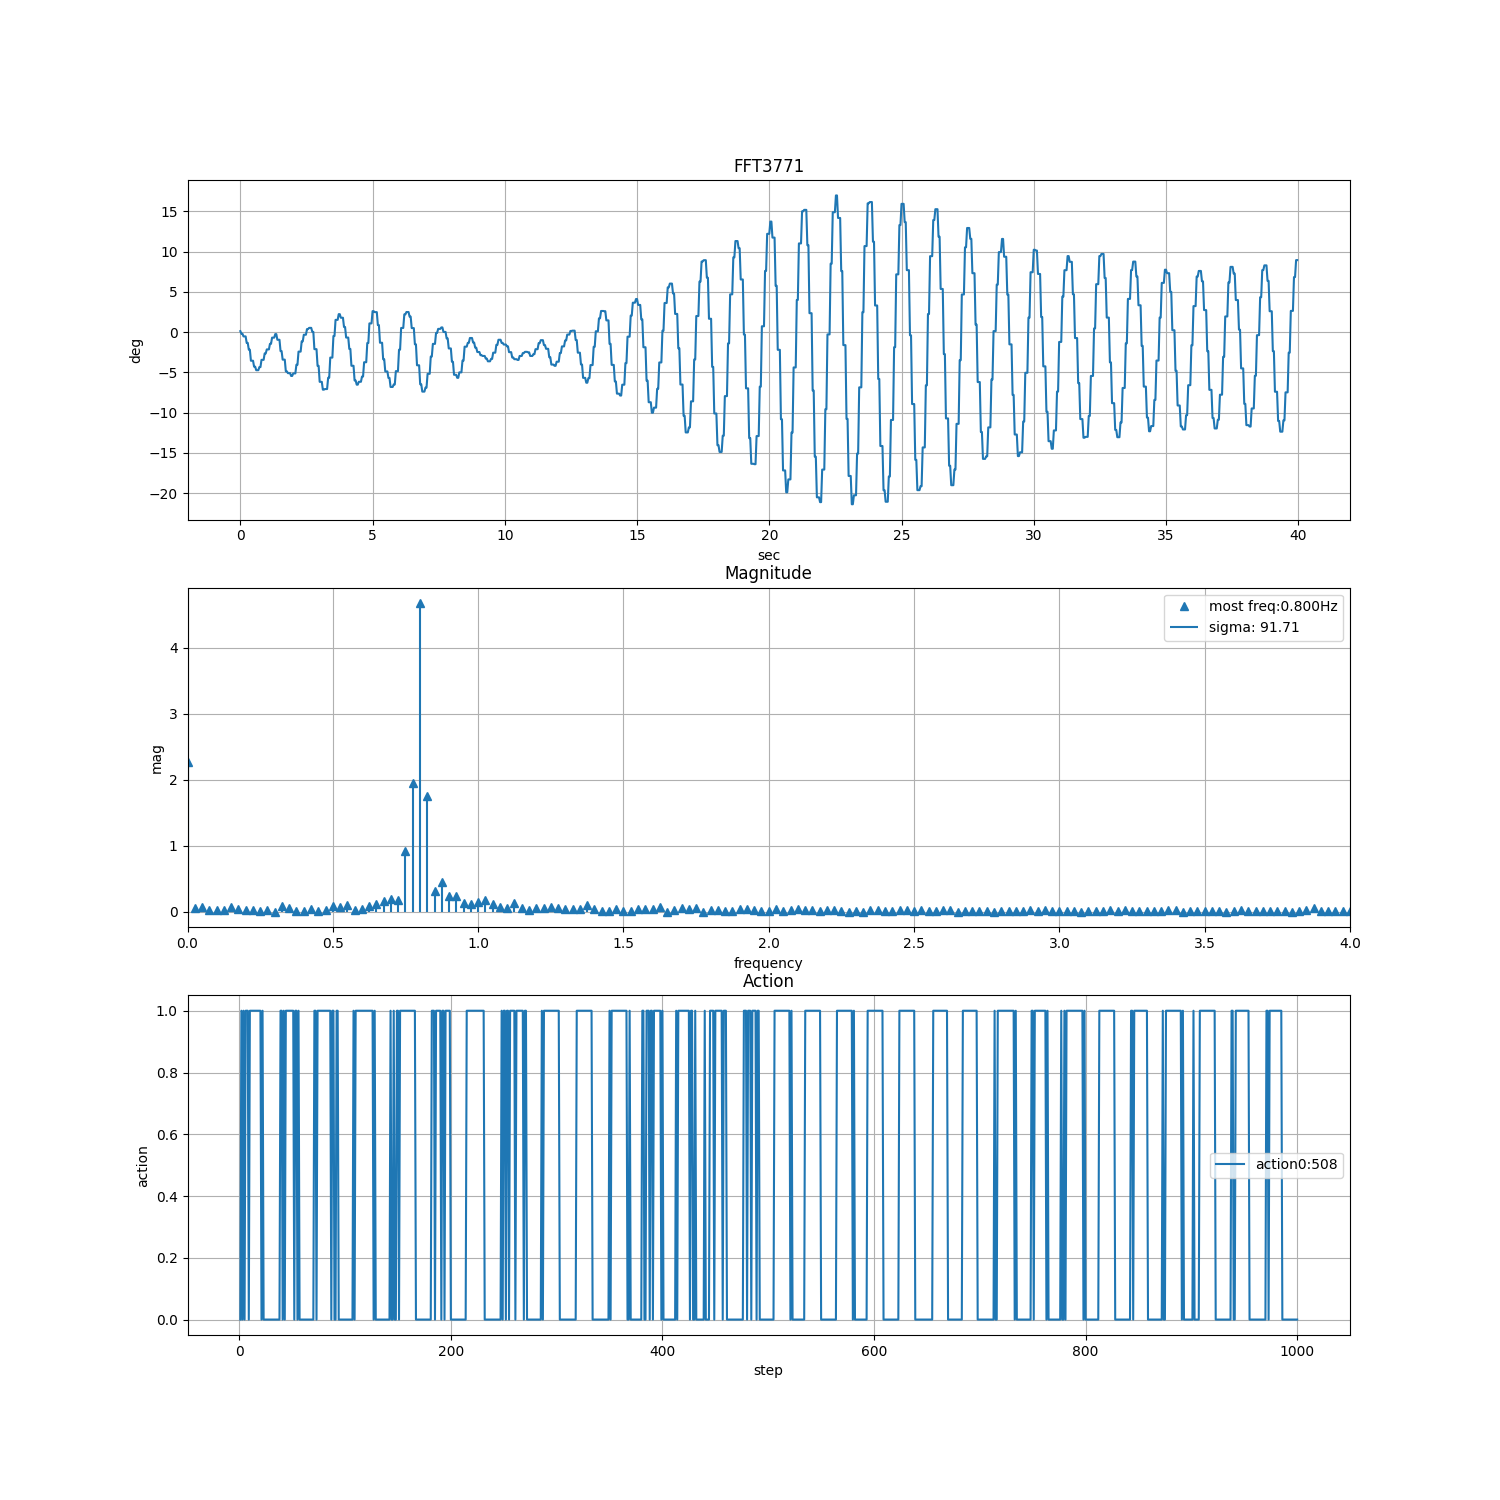 FFT3771
15
10
5
0
−5
−10
−15
−20
deg
0 5 10 15 20 25 30 35 40
sec
Magnitude
most freq:0.800Hz
sigma: 91.71
4
3
2
1
0
mag
0.0 0.5 1.0 1.5 2.0 2.5 3.0 3.5 4.0
frequency
Action
1.0
0.8
0.6
0.4
0.2
0.0
action
action0:508
0 200 400 600 800 1000
step